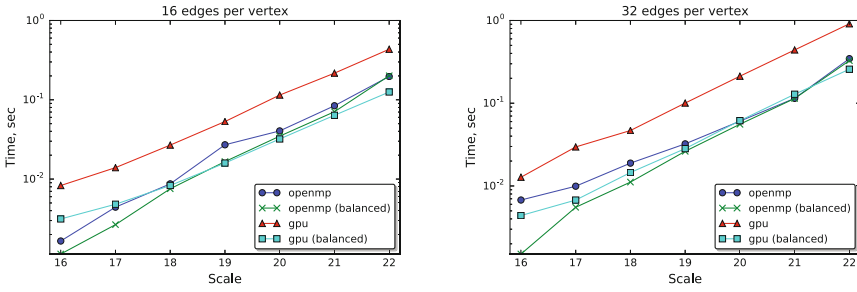 16 edges per vertex
10^0
10^-1
10^-2
Time, sec
openmp
openmp (balanced)
gpu
gpu (balanced)
16 17 18 19 20 21 22
Scale
32 edges per vertex
10^0
10^-1
10^-2
Time, sec
openmp
openmp (balanced)
gpu
gpu (balanced)
16 17 18 19 20 21 22
Scale